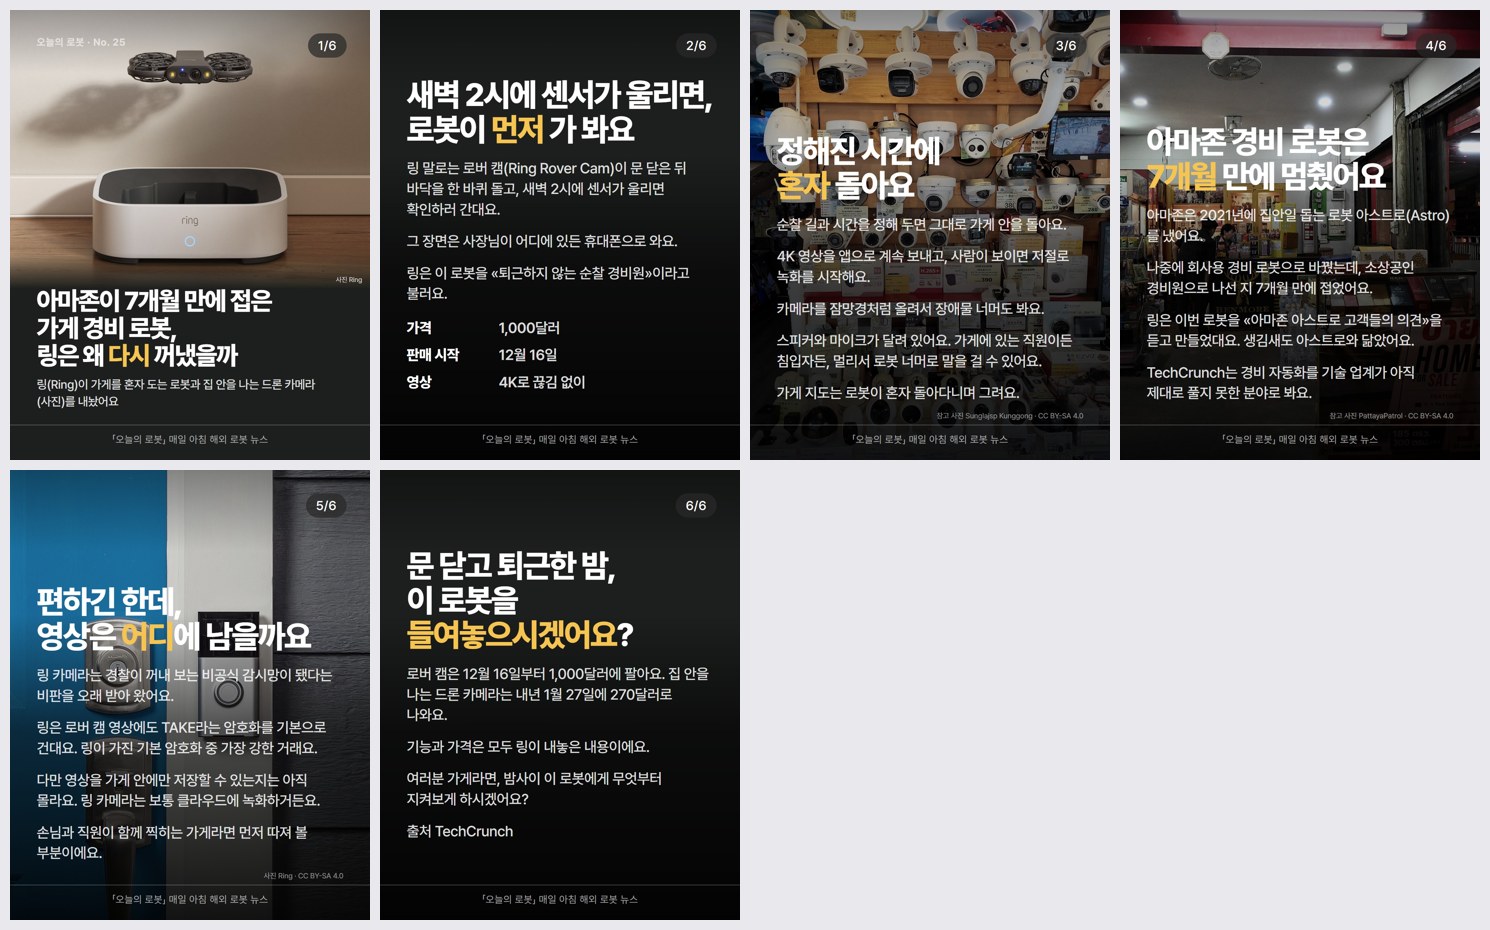 오늘의 로봇 · No. 25
1/6
ring
사진 Ring
아마존이 7개월 만에 접은
가게 경비 로봇,
링은 왜 다시 꺼냈을까
링(Ring)이 가게를 혼자 도는 로봇과 집 안을 나는 드론 카메라
(사진)를 내놨어요
「오늘의 로봇」 매일 아침 해외 로봇 뉴스
2/6
새벽 2시에 센서가 울리면,
로봇이 먼저 가 봐요
링 말로는 로버 캠(Ring Rover Cam)이 문 닫은 뒤
바닥을 한 바퀴 돌고, 새벽 2시에 센서가 울리면
확인하러 간대요.
그 장면은 사장님이 어디에 있든 휴대폰으로 와요.
링은 이 로봇을 «퇴근하지 않는 순찰 경비원»이라고
불러요.
가격 1,000달러
판매 시작 12월 16일
영상 4K로 끊김 없이
「오늘의 로봇」 매일 아침 해외 로봇 뉴스
3/6
정해진 시간에
혼자 돌아요
순찰 길과 시간을 정해 두면 그대로 가게 안을 돌아요.
4K 영상을 앱으로 계속 보내고, 사람이 보이면 저절로
녹화를 시작해요.
카메라를 잠망경처럼 올려서 장애물 너머도 봐요.
스피커와 마이크가 달려 있어요. 가게에 있는 직원이든
침입자든, 멀리서 로봇 너머로 말을 걸 수 있어요.
가게 지도는 로봇이 혼자 돌아다니며 그려요.
참고 사진 Sunglajsp Kunggong · CC BY-SA 4.0
「오늘의 로봇」 매일 아침 해외 로봇 뉴스
4/6
아마존 경비 로봇은
7개월 만에 멈췄어요
아마존은 2021년에 집안일 돕는 로봇 아스트로(Astro)
를 냈어요.
나중에 회사용 경비 로봇으로 바꿨는데, 소상공인
경비원으로 나선 지 7개월 만에 접었어요.
링은 이번 로봇을 «아마존 아스트로 고객들의 의견»을
듣고 만들었대요. 생김새도 아스트로와 닮았어요.
TechCrunch는 경비 자동화를 기술 업계가 아직
제대로 풀지 못한 분야로 봐요.
HOME
SALE
참고 사진 PattayaPatrol · CC BY-SA 4.0
「오늘의 로봇」 매일 아침 해외 로봇 뉴스
5/6
편하긴 한데,
영상은 어디에 남을까요
링 카메라는 경찰이 꺼내 보는 비공식 감시망이 됐다는
비판을 오래 받아 왔어요.
링은 로버 캠 영상에도 TAKE라는 암호화를 기본으로
건대요. 링이 가진 기본 암호화 중 가장 강한 거래요.
다만 영상을 가게 안에만 저장할 수 있는지는 아직
몰라요. 링 카메라는 보통 클라우드에 녹화하거든요.
손님과 직원이 함께 찍히는 가게라면 먼저 따져 볼
부분이에요.
사진 Ring · CC BY-SA 4.0
「오늘의 로봇」 매일 아침 해외 로봇 뉴스
6/6
문 닫고 퇴근한 밤,
이 로봇을
들여놓으시겠어요?
로버 캠은 12월 16일부터 1,000달러에 팔아요. 집 안을
나는 드론 카메라는 내년 1월 27일에 270달러로
나와요.
기능과 가격은 모두 링이 내놓은 내용이에요.
여러분 가게라면, 밤사이 이 로봇에게 무엇부터
지켜보게 하시겠어요?
출처 TechCrunch
「오늘의 로봇」 매일 아침 해외 로봇 뉴스